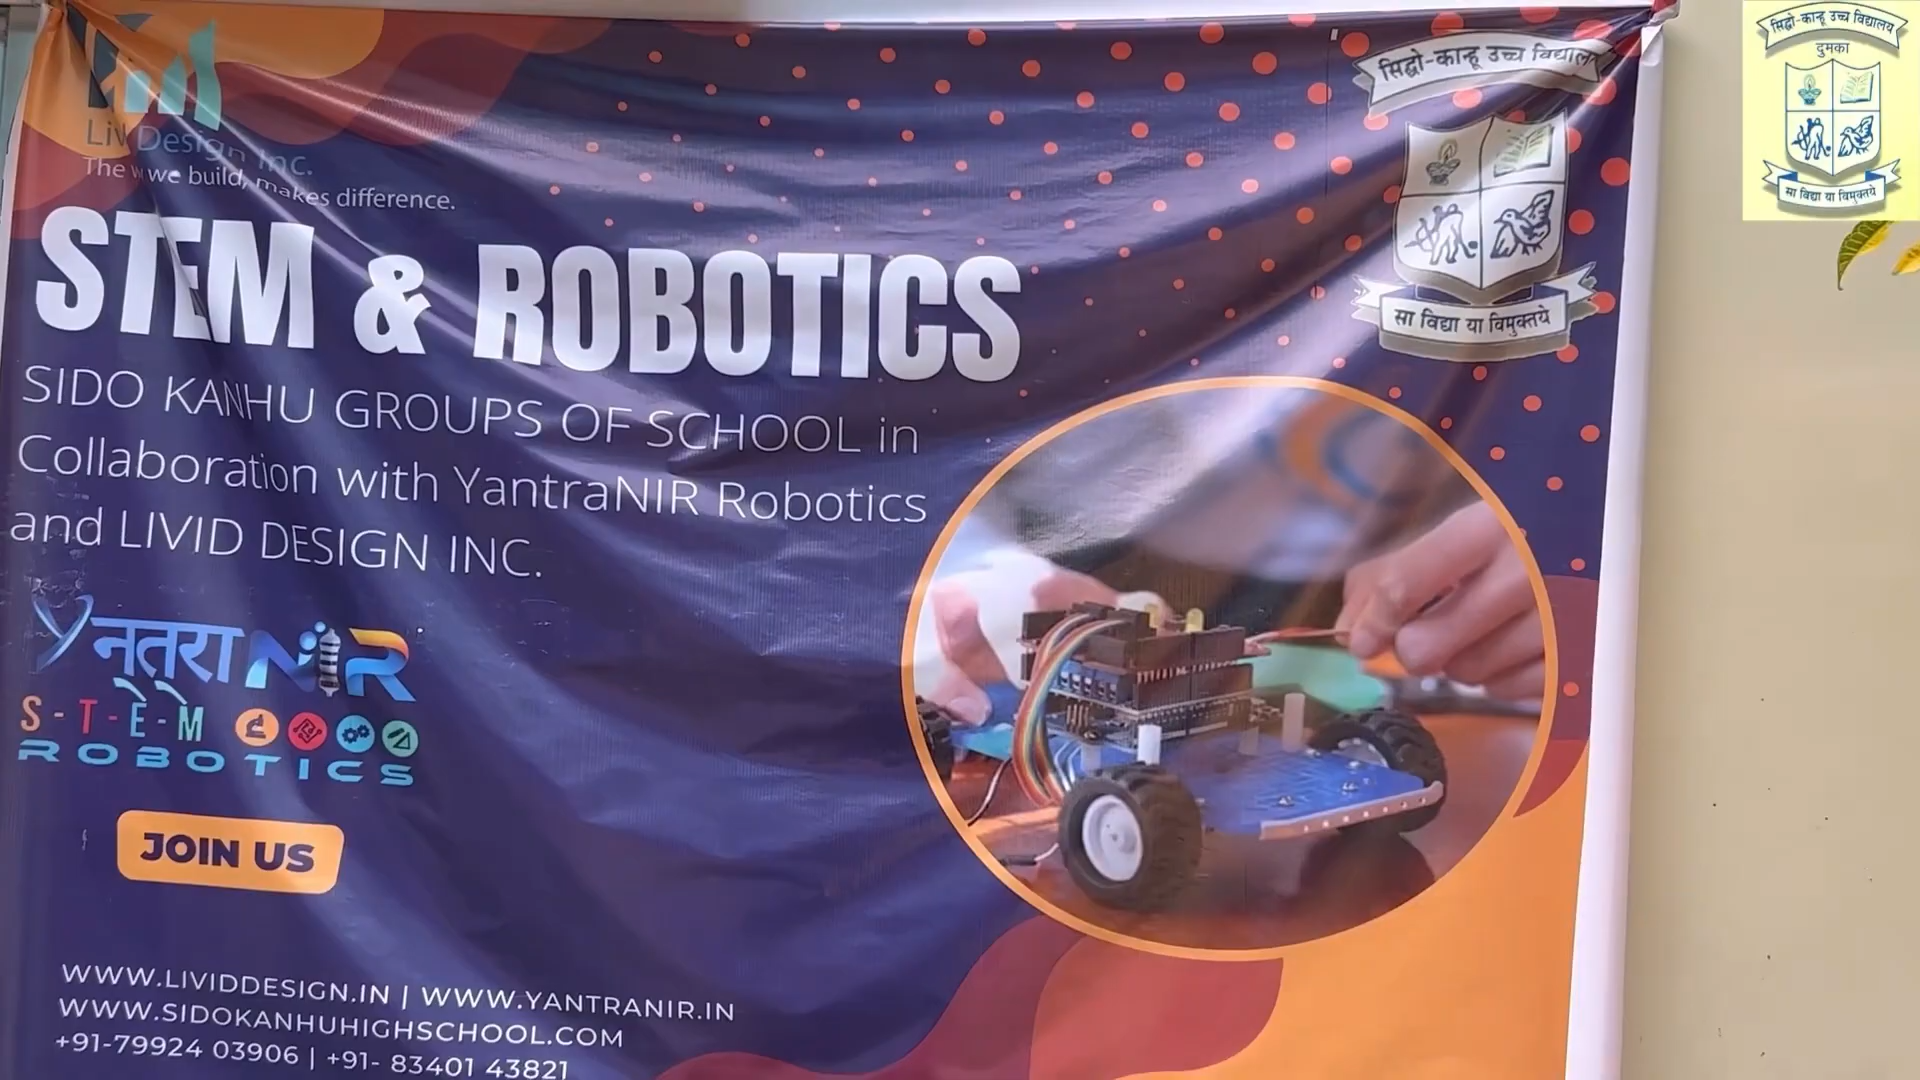 Liv Design Inc.
The we build, makes difference.
STEM & ROBOTICS
SIDO KANHU GROUPS OF SCHOOL in
Collaboration with YantraNIR Robotics
and LIVID DESIGN INC.
yन्त्रा NIR
S-T-E-M
ROBOTICS
JOIN US
WWW.LIVIDDESIGN.IN | WWW.YANTRANIR.IN
WWW.SIDOKANHUHIGHSCHOOL.COM
+91-79924 03906 | +91- 83401 43821
सिद्धो-कान्हू उच्च विद्यालय
सा विद्या या विमुक्तये
सिद्धो-कान्हू उच्च विद्यालय
दुमका
सा विद्या या विमुक्तये